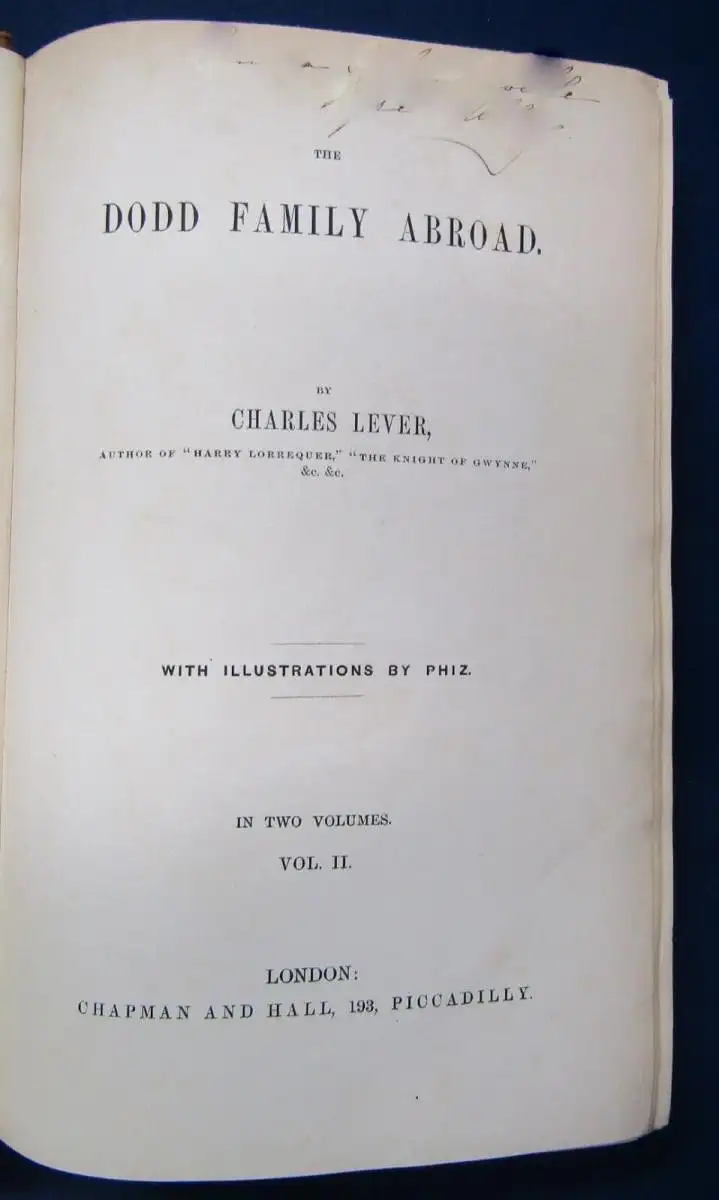 THE
DODD FAMILY ABROAD.
BY
CHARLES LEVER,
AUTHOR OF "HARRY LORREQUER," "THE KNIGHT OF GWYNNE,"
&c. &c.
WITH ILLUSTRATIONS BY PHIZ.
IN TWO VOLUMES.
VOL. II.
LONDON:
CHAPMAN AND HALL, 193, PICCADILLY.